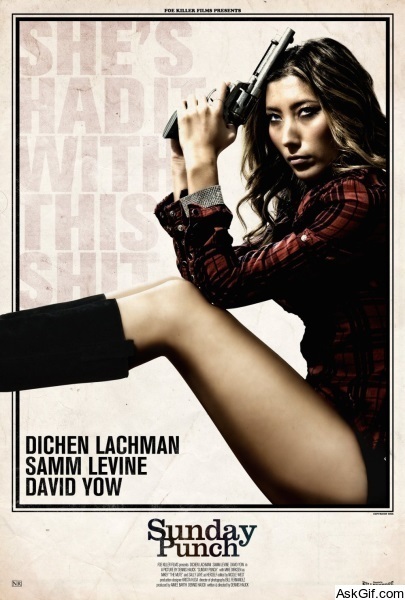 FOE KILLER FILMS PRESENTS
SHE'S
HAD IT
WITH
THIS
SHIT
DICHEN LACHMAN
SAMM LEVINE
DAVID YOW
Sunday
Punch
AskGif.com